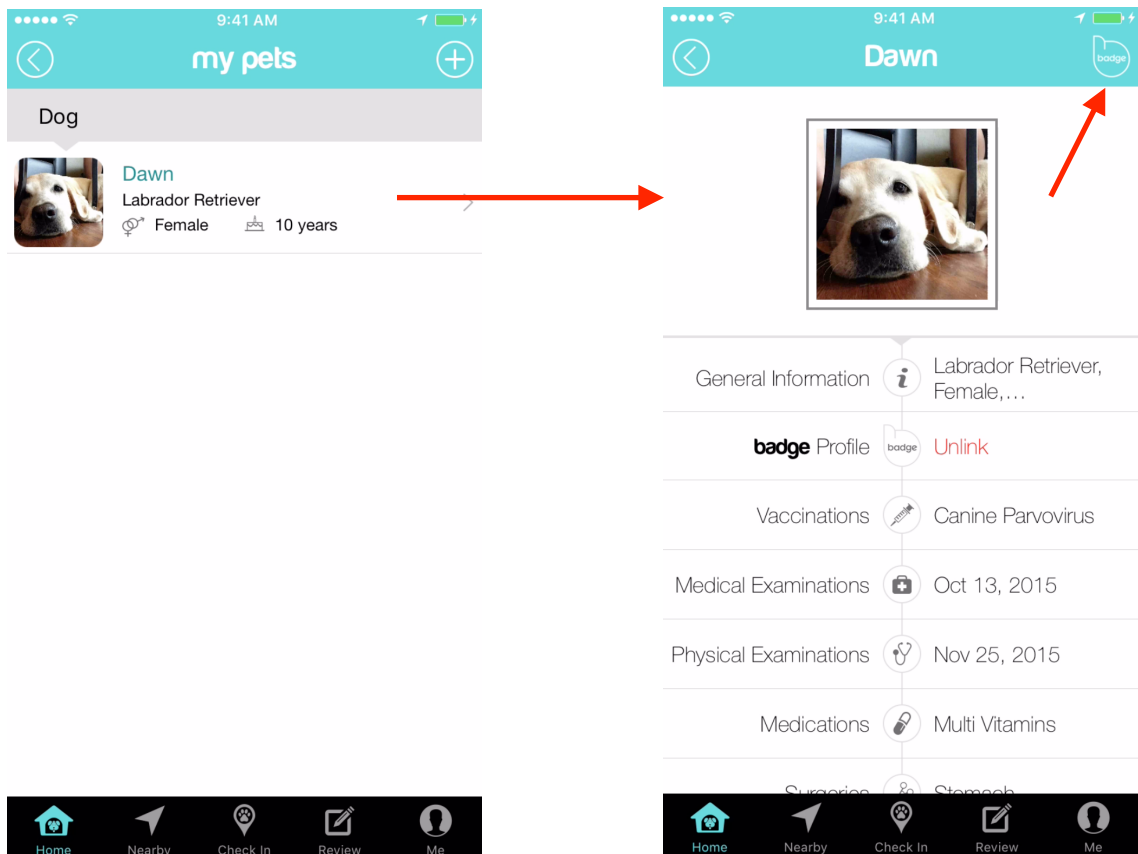 9:41 AM
my pets
Dog
Dawn
Labrador Retriever
Female 10 years
Home Nearby Check In Review Me
9:41 AM
Dawn
badge
General Information Labrador Retriever,
Female,...
badge Profile badge Unlink
Vaccinations Canine Parvovirus
Medical Examinations Oct 13, 2015
Physical Examinations Nov 25, 2015
Medications Multi Vitamins
Surgeries Stomach
Home Nearby Check In Review Me